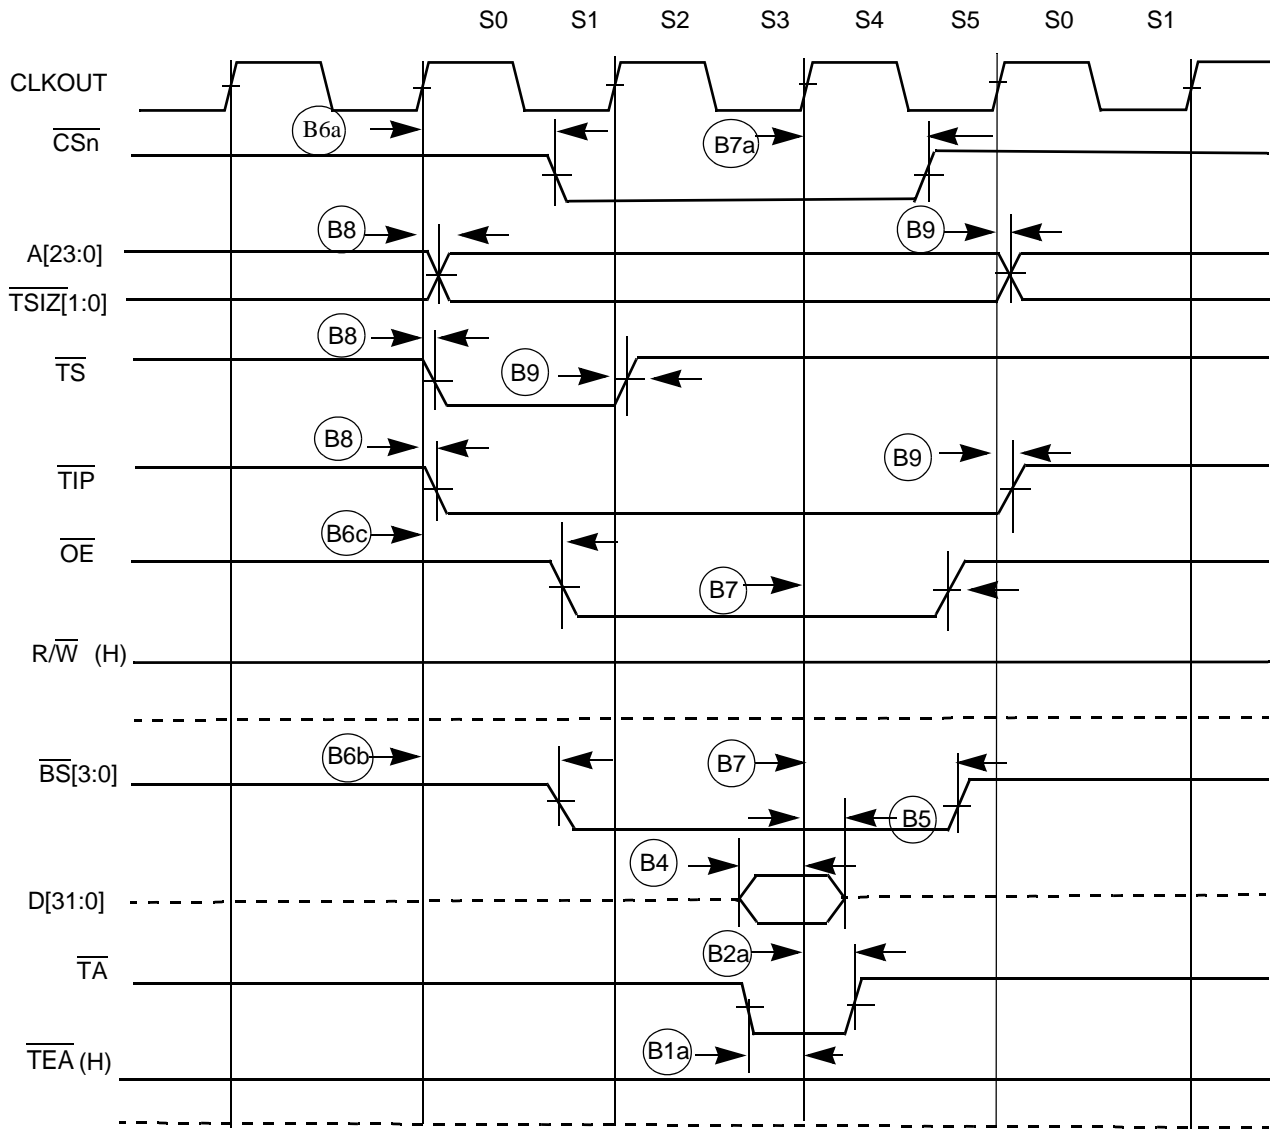 S0 S1 S2 S3 S4 S5 S0 S1
CLKOUT
B6a
B7a
CSn
B8
B9
A[23:0]
TSIZ[1:0]
B8
TS
B9
B8
B9
TIP
B6c
OE
B7
R/W (H)
B6b
B7
BS[3:0]
B5
B4
D[31:0]
B2a
TA
B1a
TEA (H)